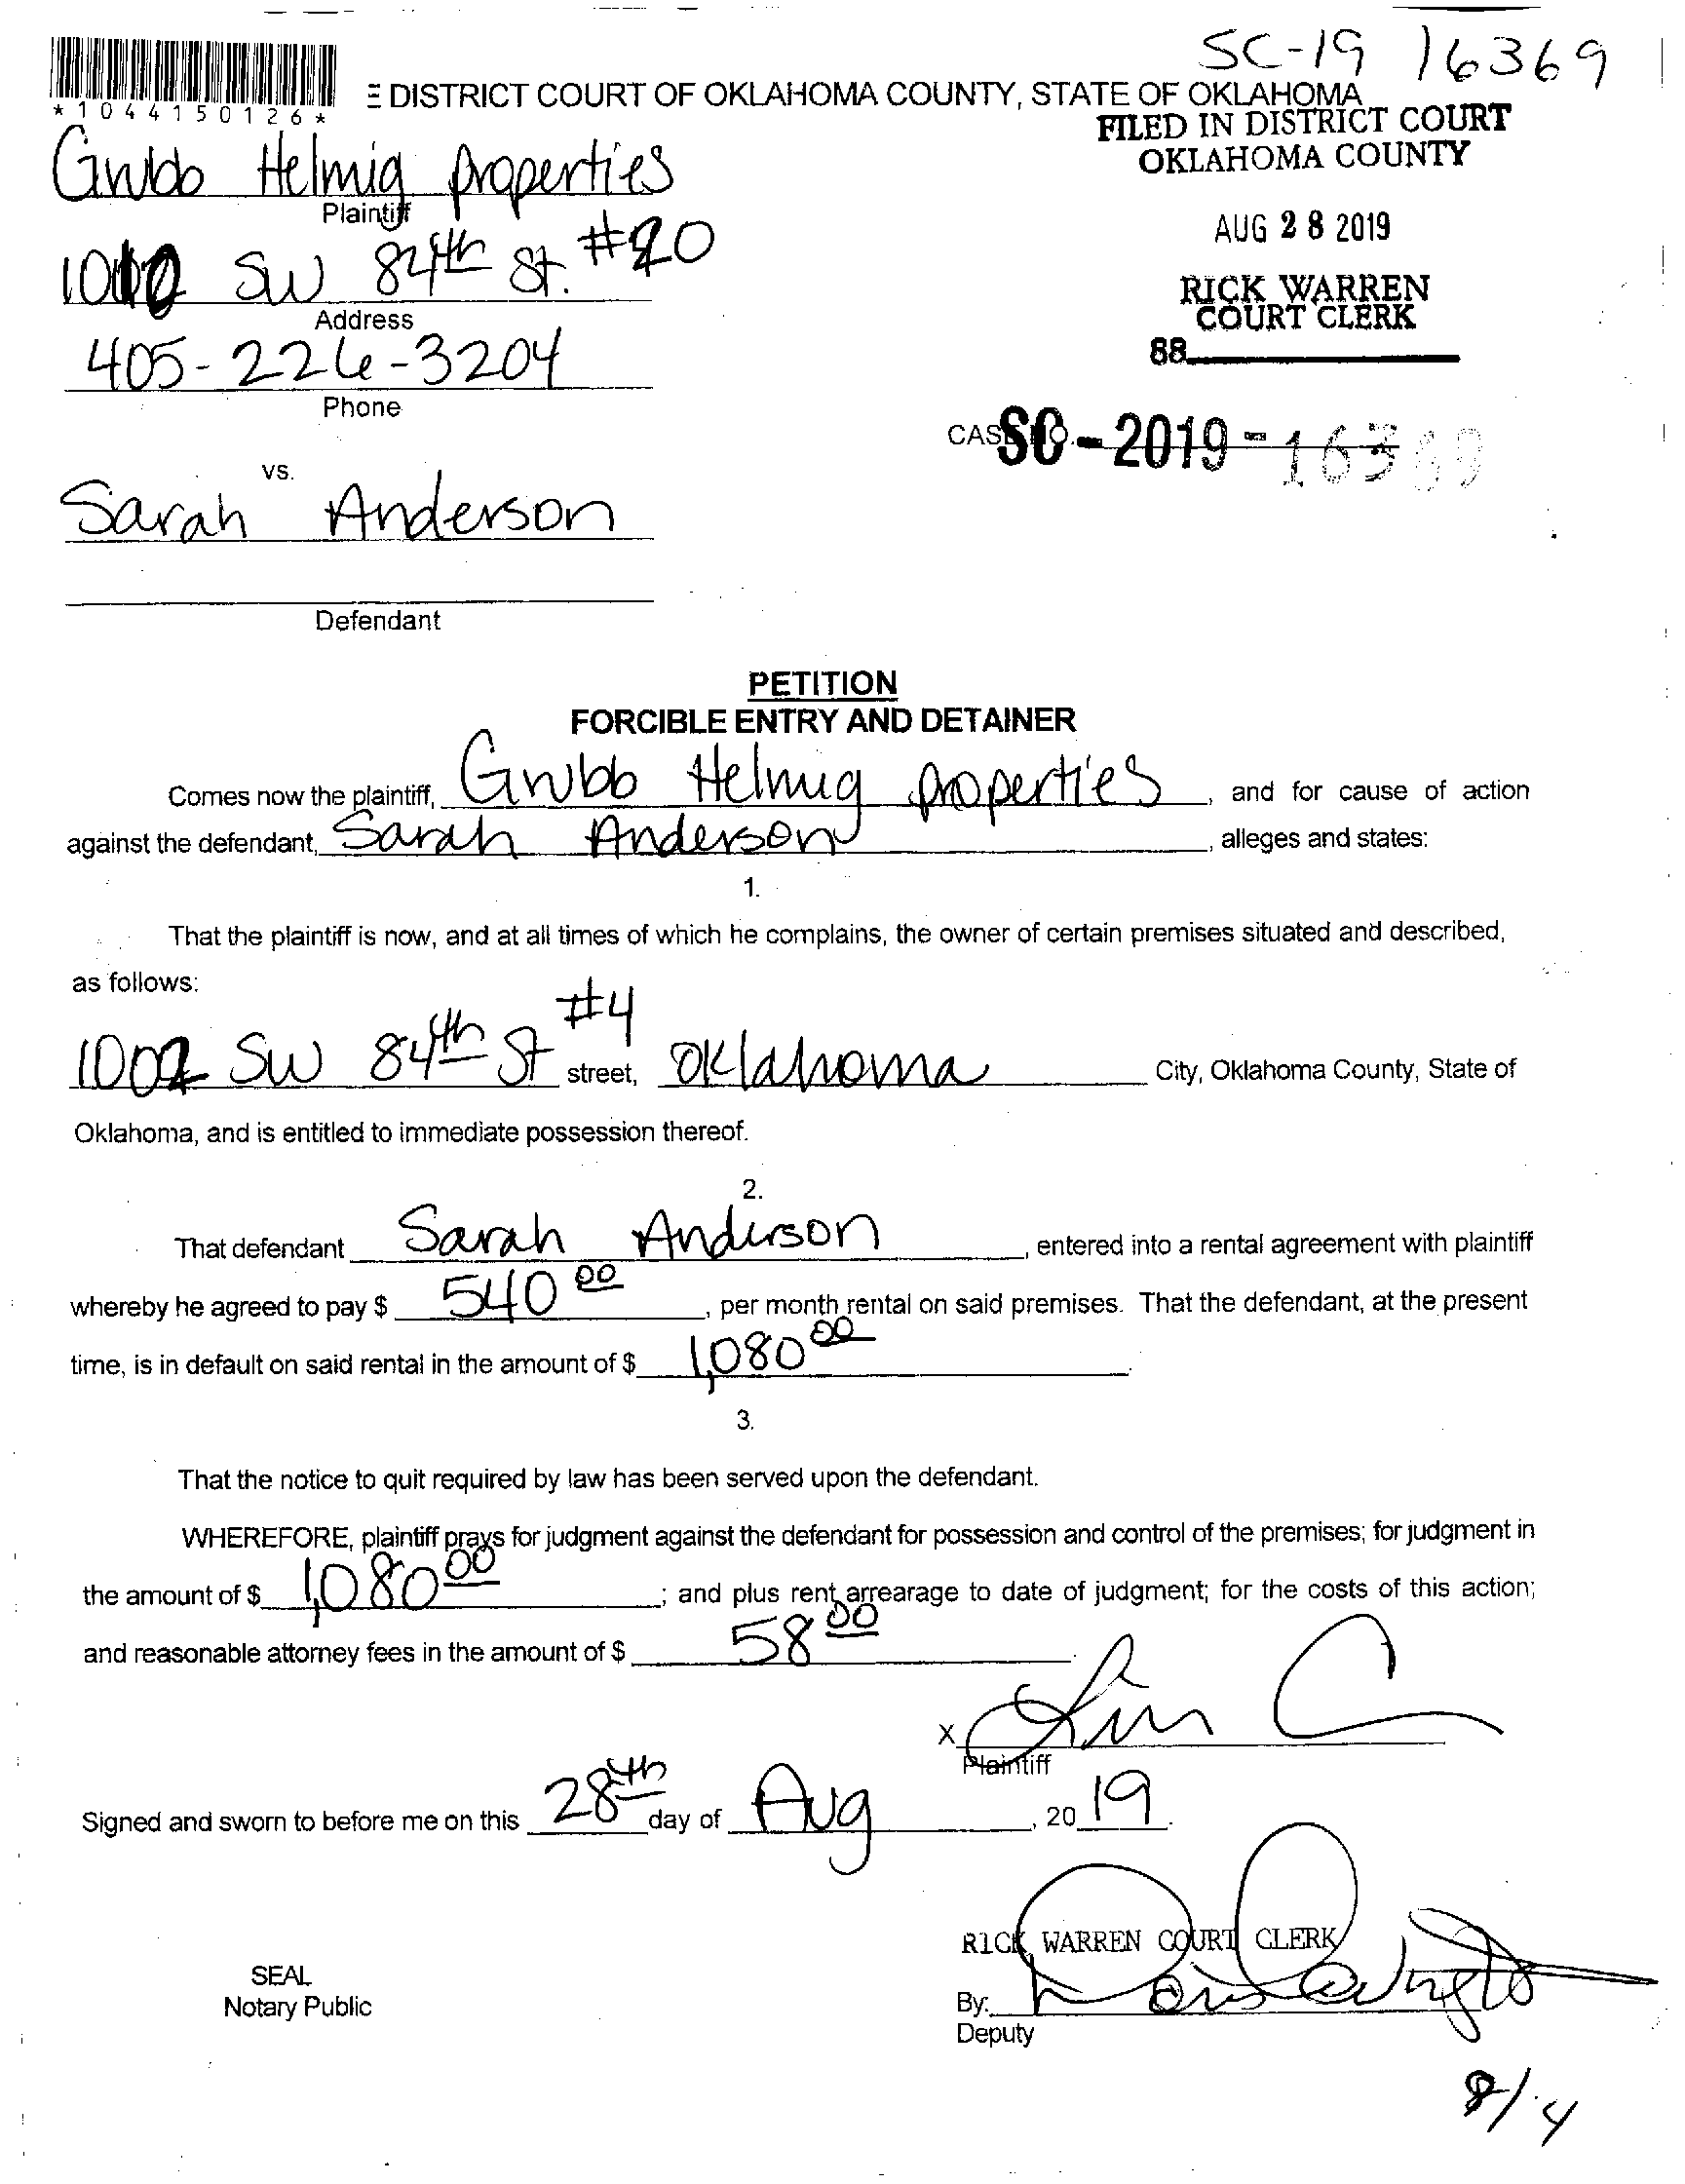 SC-19 16369
*1044150126*
E DISTRICT COURT OF OKLAHOMA COUNTY, STATE OF OKLAHOMA
FILED IN DISTRICT COURT
OKLAHOMA COUNTY
AUG 28 2019
RICK WARREN
COURT CLERK
88
Grubb Helmig properties
Plaintiff
SW 84th St. #20
Address
405-226-3204
Phone
CASE NO. SC-2019-16369
vs.
Sarah Anderson
Defendant
PETITION
FORCIBLE ENTRY AND DETAINER
Comes now the plaintiff, Grubb Helmig properties, and for cause of action
against the defendant, Sarah Anderson, alleges and states:
1.
That the plaintiff is now, and at all times of which he complains, the owner of certain premises situated and described,
as follows:
1002 SW 84th St #4 street, Oklahoma City, Oklahoma County, State of
Oklahoma, and is entitled to immediate possession thereof.
2.
That defendant Sarah Anderson, entered into a rental agreement with plaintiff
whereby he agreed to pay $ 540 00, per month rental on said premises. That the defendant, at the present
time, is in default on said rental in the amount of $ 1,080 00.
3.
That the notice to quit required by law has been served upon the defendant.
WHEREFORE, plaintiff prays for judgment against the defendant for possession and control of the premises; for judgment in
the amount of $ 1,080 00; and plus rent arrearage to date of judgment; for the costs of this action;
and reasonable attorney fees in the amount of $ 58 00
X
Plaintiff
Signed and sworn to before me on this 28th day of Aug, 20 19.
RICK WARREN COURT CLERK
SEAL
Notary Public
By:
Deputy